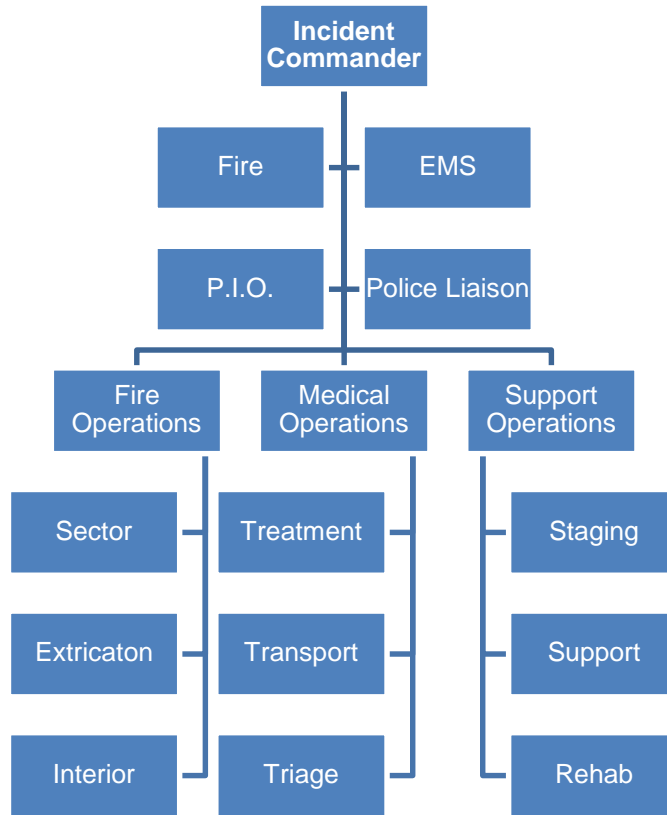 Incident
Commander
Fire
EMS
P.I.O.
Police Liaison
Fire
Operations
Medical
Operations
Support
Operations
Sector
Treatment
Staging
Extricaton
Transport
Support
Interior
Triage
Rehab